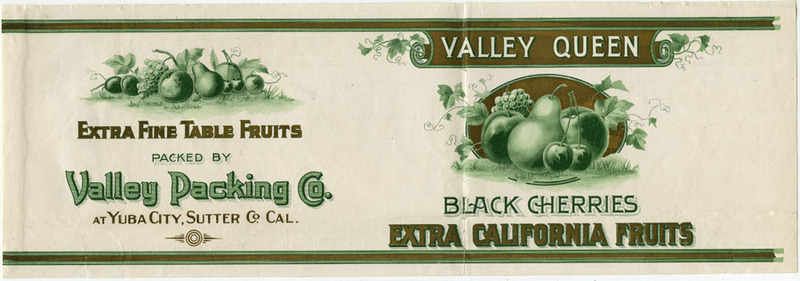 EXTRA FINE TABLE FRUITS
PACKED BY
Valley Packing Co.
AT YUBA CITY, SUTTER Co. CAL.
VALLEY QUEEN
BLACK CHERRIES
EXTRA CALIFORNIA FRUITS